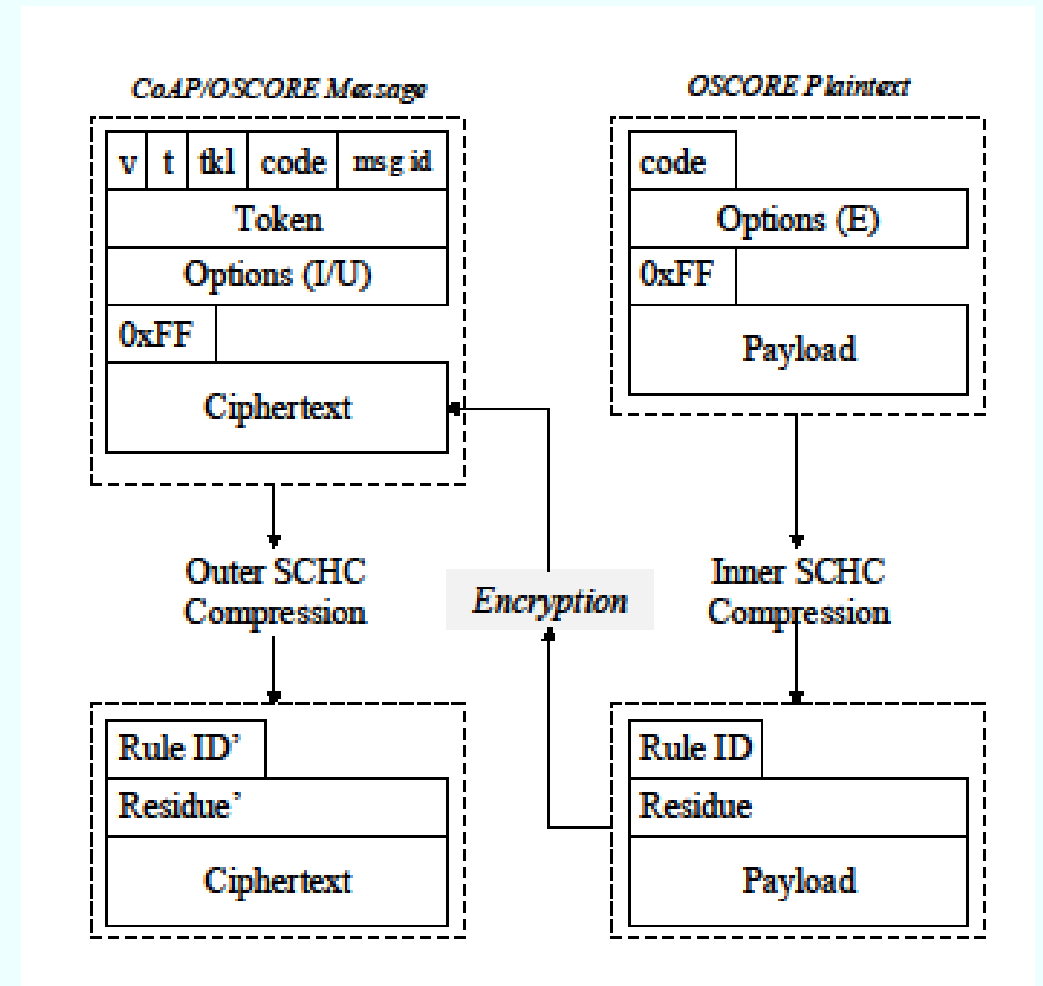 CoAP/OSCORE Message
v t tkl code msg id
Token
Options (I/U)
0xFF
Ciphertext
OSCORE Plaintext
code
Options (E)
0xFF
Payload
Outer SCHC
Compression
Encryption
Inner SCHC
Compression
Rule ID’
Residue’
Ciphertext
Rule ID
Residue
Payload